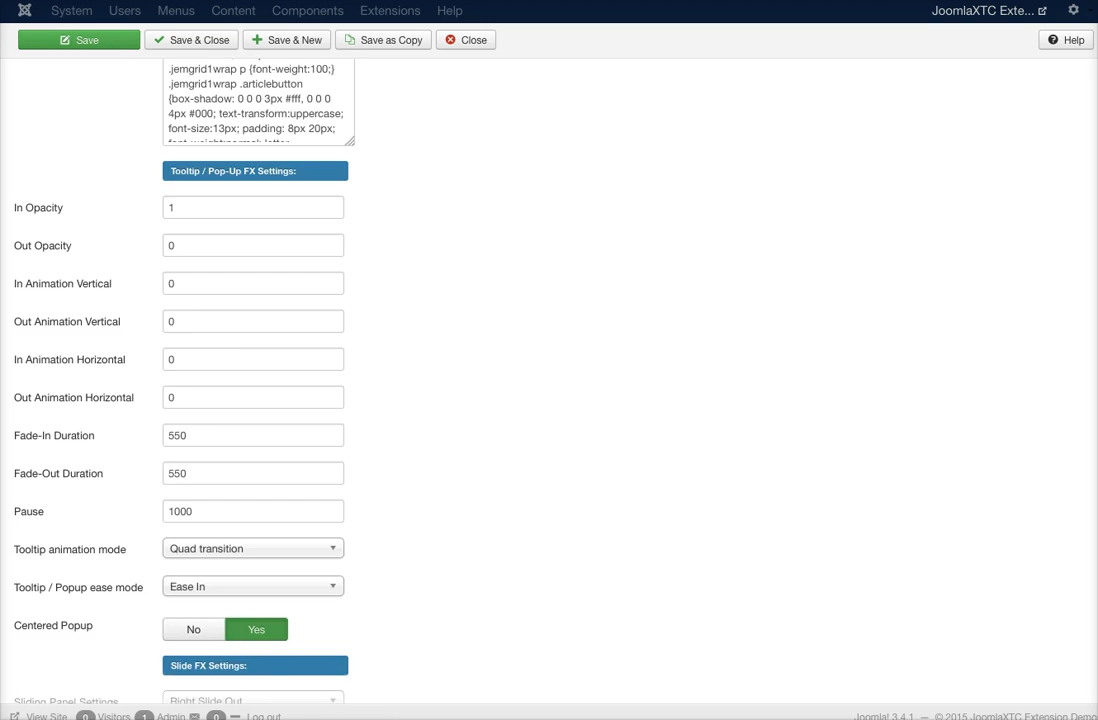 System Users Menus Content Components Extensions Help JoomlaXTC Exte...
Save Save & Close Save & New Save as Copy Close Help
.jemgrid1wrap p {font-weight:100;}
.jemgrid1wrap .articlebutton
{box-shadow: 0 0 0 3px #fff, 0 0 0
4px #000; text-transform:uppercase;
font-size:13px; padding: 8px 20px;
Tooltip / Pop-Up FX Settings:
In Opacity 1
Out Opacity 0
In Animation Vertical 0
Out Animation Vertical 0
In Animation Horizontal 0
Out Animation Horizontal 0
Fade-In Duration 550
Fade-Out Duration 550
Pause 1000
Tooltip animation mode Quad transition
Tooltip / Popup ease mode Ease In
Centered Popup No Yes
Slide FX Settings:
Sliding Panel Settings Right Slide Out
View Site 0 Visitors 1 Admin 0 Log out Joomla! 3.4.1 — © 2015 JoomlaXTC Extension Demo